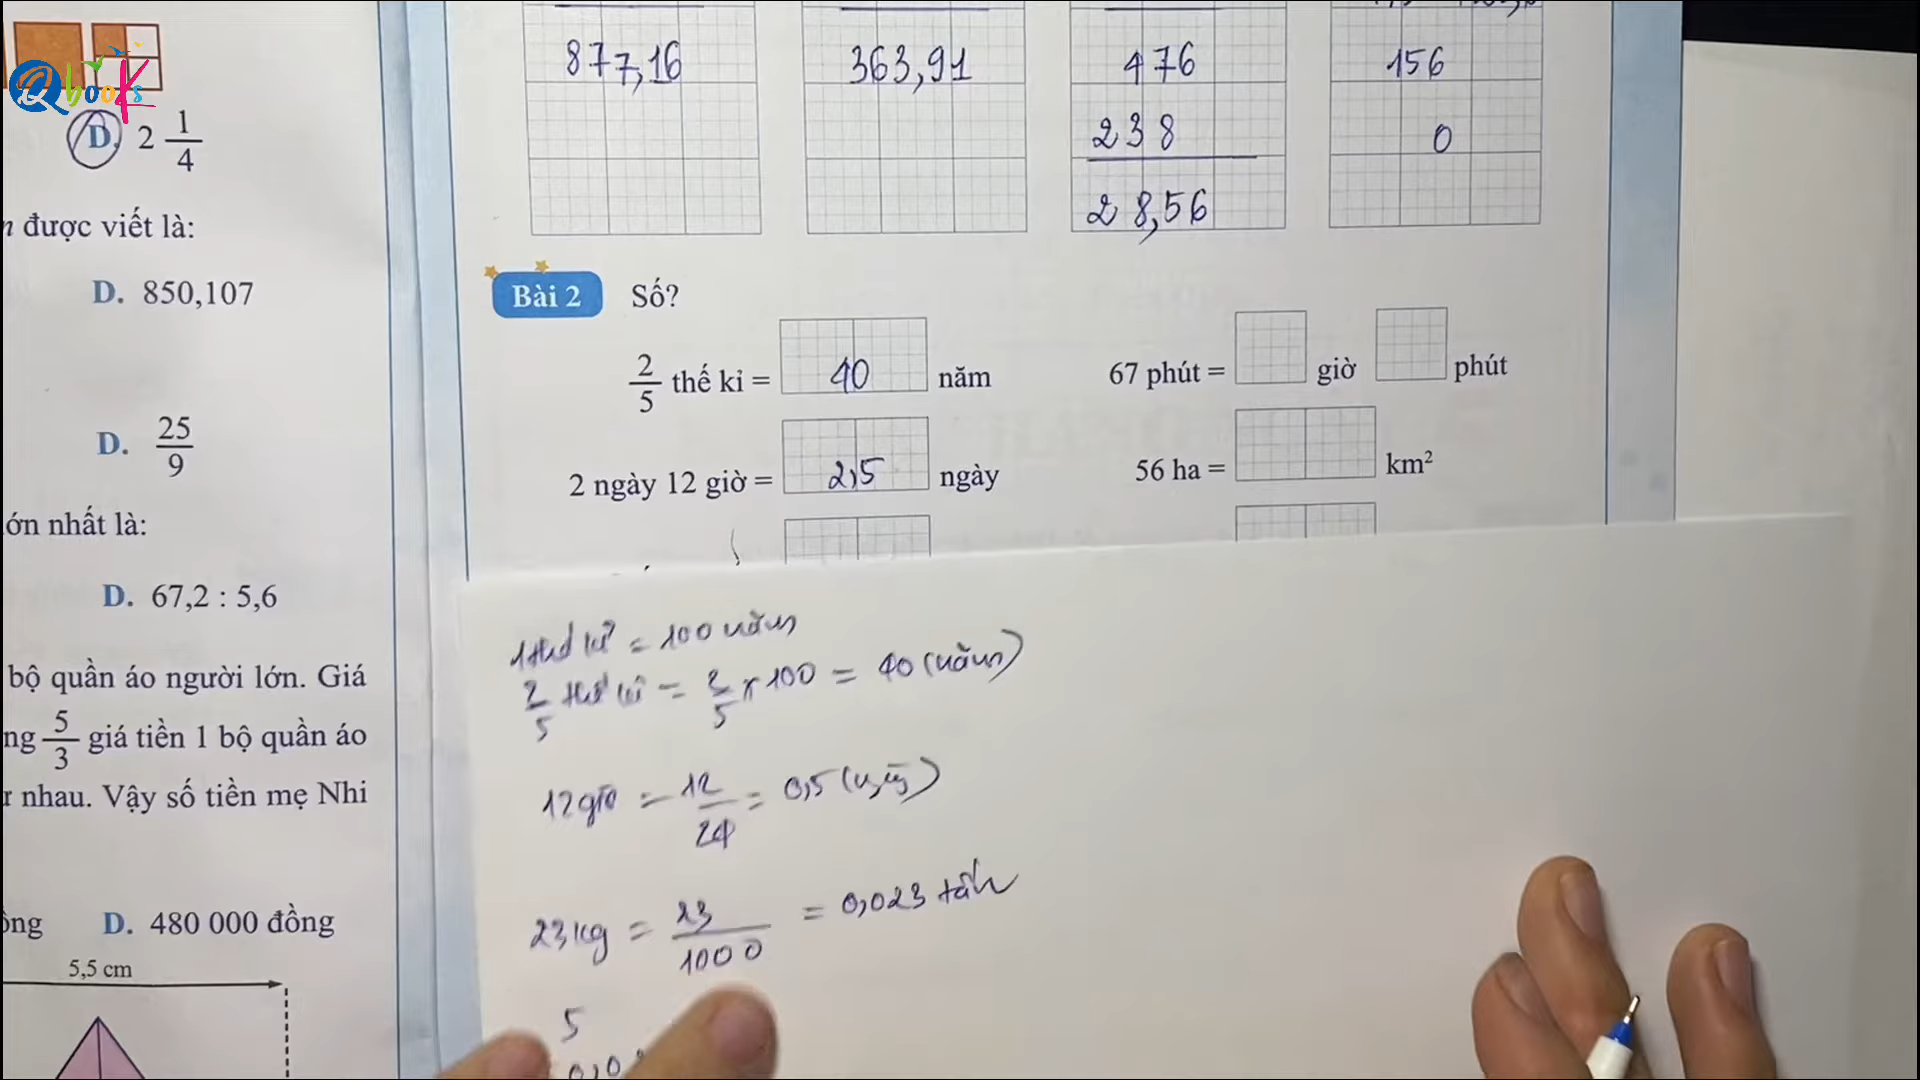 Qbooks
D. 2 1/4
n được viết là:
D. 850,107
D. 25/9
ớn nhất là:
D. 67,2 : 5,6
bộ quần áo người lớn. Giá
ng 5/3 giá tiền 1 bộ quần áo
r nhau. Vậy số tiền mẹ Nhi
ồng D. 480 000 đồng
5,5 cm
877,16 363,91 476 156
238 0
28,56
Bài 2 Số?
2/5 thế kỉ = 40 năm 67 phút = giờ phút
2 ngày 12 giờ = 2,5 ngày 56 ha = km²
1 thế kỉ = 100 năm
2/5 thế kỉ = 2/5 x 100 = 40 (năm)
12 giờ = 12/24 = 0,5 (ngày)
23 kg = 23/1000 = 0,023 tấn
5